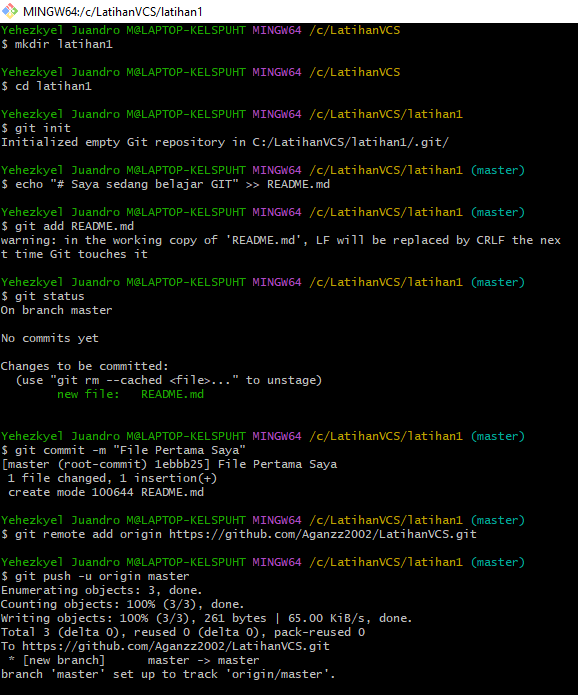 MINGW64:/c/LatihanVCS/latihan1
Yehezkyel Juandro M@LAPTOP-KELSPUHT MINGW64 /c/LatihanVCS
$ mkdir latihan1
Yehezkyel Juandro M@LAPTOP-KELSPUHT MINGW64 /c/LatihanVCS
$ cd latihan1
Yehezkyel Juandro M@LAPTOP-KELSPUHT MINGW64 /c/LatihanVCS/latihan1
$ git init
Initialized empty Git repository in C:/LatihanVCS/latihan1/.git/
Yehezkyel Juandro M@LAPTOP-KELSPUHT MINGW64 /c/LatihanVCS/latihan1 (master)
$ echo "# Saya sedang belajar GIT" >> README.md
Yehezkyel Juandro M@LAPTOP-KELSPUHT MINGW64 /c/LatihanVCS/latihan1 (master)
$ git add README.md
warning: in the working copy of 'README.md', LF will be replaced by CRLF the nex
t time Git touches it
Yehezkyel Juandro M@LAPTOP-KELSPUHT MINGW64 /c/LatihanVCS/latihan1 (master)
$ git status
On branch master
No commits yet
Changes to be committed:
  (use "git rm --cached <file>..." to unstage)
        new file:   README.md
Yehezkyel Juandro M@LAPTOP-KELSPUHT MINGW64 /c/LatihanVCS/latihan1 (master)
$ git commit -m "File Pertama Saya"
[master (root-commit) 1ebbb25] File Pertama Saya
 1 file changed, 1 insertion(+)
 create mode 100644 README.md
Yehezkyel Juandro M@LAPTOP-KELSPUHT MINGW64 /c/LatihanVCS/latihan1 (master)
$ git remote add origin https://github.com/Aganzz2002/LatihanVCS.git
Yehezkyel Juandro M@LAPTOP-KELSPUHT MINGW64 /c/LatihanVCS/latihan1 (master)
$ git push -u origin master
Enumerating objects: 3, done.
Counting objects: 100% (3/3), done.
Writing objects: 100% (3/3), 261 bytes | 65.00 KiB/s, done.
Total 3 (delta 0), reused 0 (delta 0), pack-reused 0
To https://github.com/Aganzz2002/LatihanVCS.git
 * [new branch]      master -> master
branch 'master' set up to track 'origin/master'.